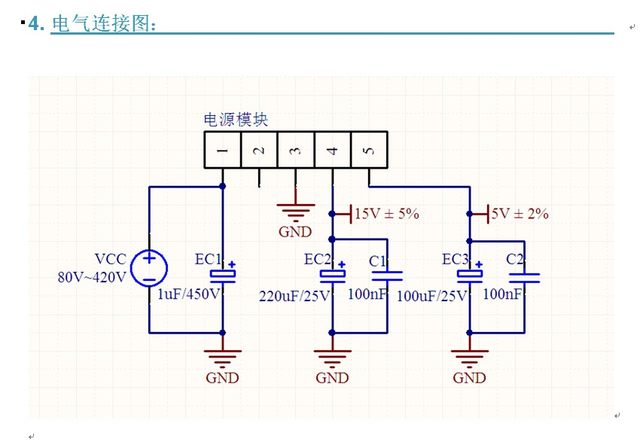 4. 电气连接图：
电源模块
1 2 3 4 5
GND
15V ± 5%
5V ± 2%
VCC
80V~420V
EC1
1uF/450V
EC2
220uF/25V
C1
100nF
EC3
100uF/25V
C2
100nF
GND
GND
GND